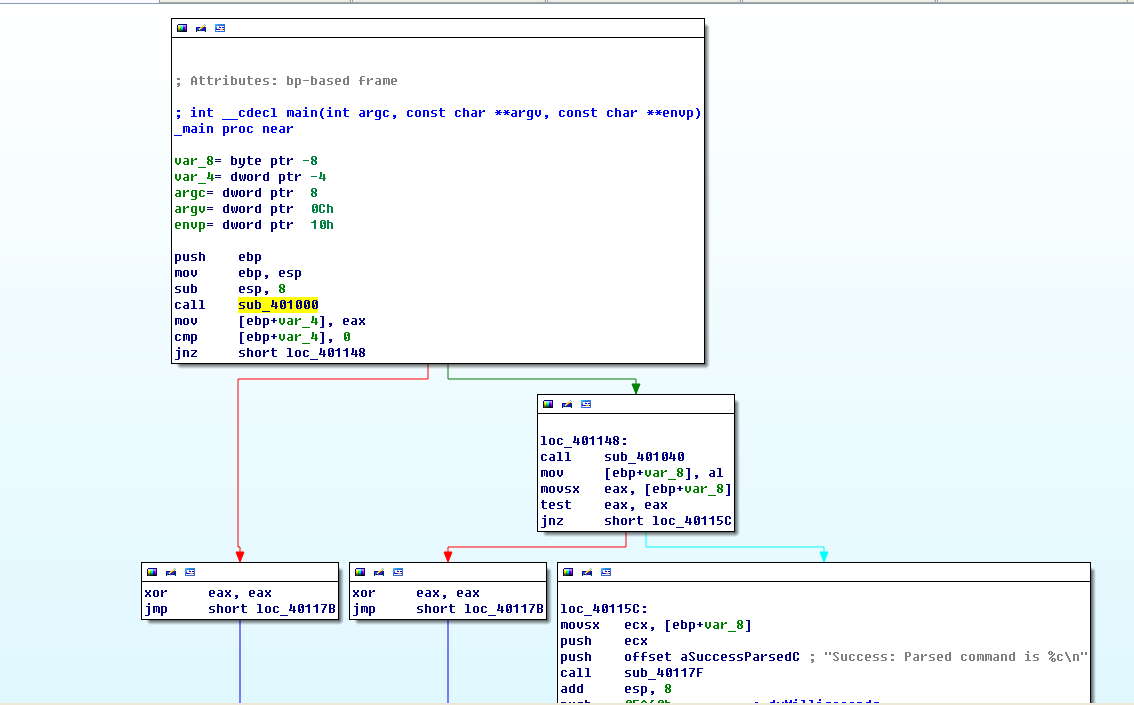 ; Attributes: bp-based frame
; int __cdecl main(int argc, const char **argv, const char **envp)
_main proc near
var_8= byte ptr -8
var_4= dword ptr -4
argc= dword ptr  8
argv= dword ptr  0Ch
envp= dword ptr  10h
push    ebp
mov     ebp, esp
sub     esp, 8
call    sub_401000
mov     [ebp+var_4], eax
cmp     [ebp+var_4], 0
jnz     short loc_401148
loc_401148:
call    sub_401040
mov     [ebp+var_8], al
movsx   eax, [ebp+var_8]
test    eax, eax
jnz     short loc_40115C
xor     eax, eax
jmp     short loc_40117B
xor     eax, eax
jmp     short loc_40117B
loc_40115C:
movsx   ecx, [ebp+var_8]
push    ecx
push    offset aSuccessParsedC ; "Success: Parsed command is %c\n"
call    sub_40117F
add     esp, 8